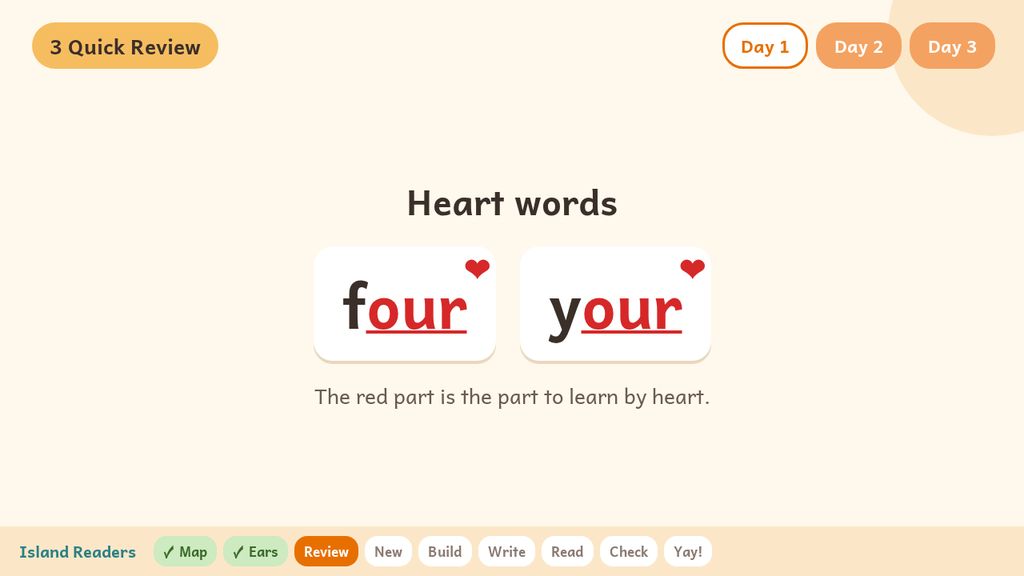 3 Quick Review
Day 1 Day 2 Day 3
Heart words
four❤ your❤
The red part is the part to learn by heart.
Island Readers ✓ Map ✓ Ears Review New Build Write Read Check Yay!